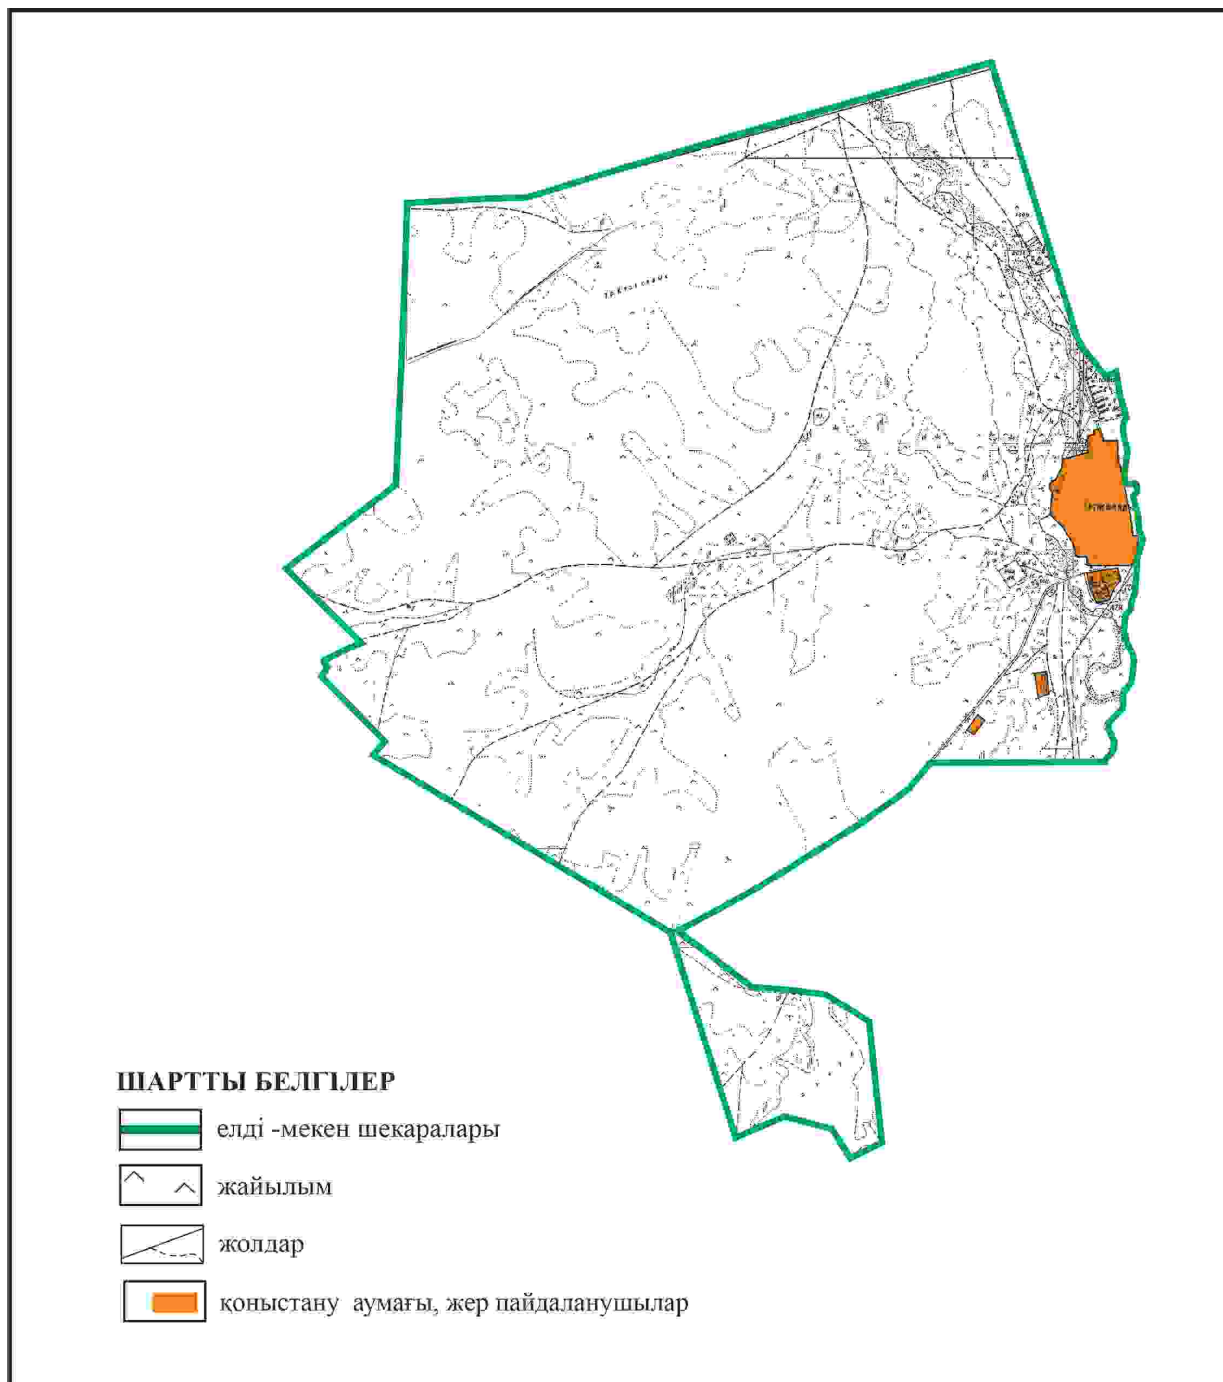 ШАРТТЫ БЕЛГІЛЕР
елді -мекен шекаралары
жайылым
жолдар
қоныстану аумағы, жер пайдаланушылар